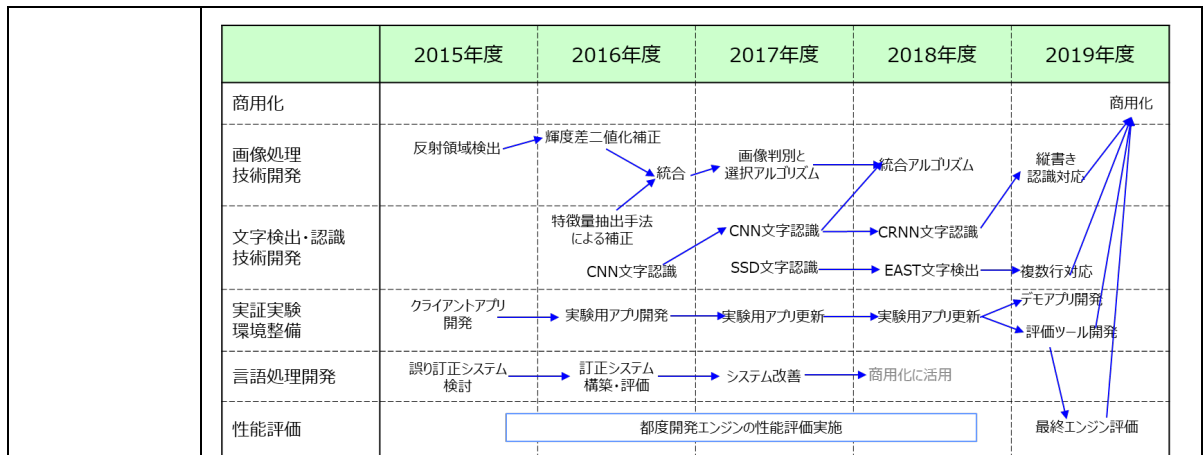 2015年度
2016年度
2017年度
2018年度
2019年度
商用化
商用化
画像処理
技術開発
反射領域検出
輝度差二値化補正
統合
画像判別と
選択アルゴリズム
統合アルゴリズム
縦書き
認識対応
文字検出・認識
技術開発
特徴量抽出手法
による補正
CNN文字認識
CNN文字認識
CRNN文字認識
SSD文字認識
EAST文字検出
複数行対応
実証実験
環境整備
クライアントアプリ
開発
実験用アプリ開発
実験用アプリ更新
実験用アプリ更新
デモアプリ開発
評価ツール開発
言語処理開発
誤り訂正システム
検討
訂正システム
構築・評価
システム改善
商用化に活用
性能評価
都度開発エンジンの性能評価実施
最終エンジン評価